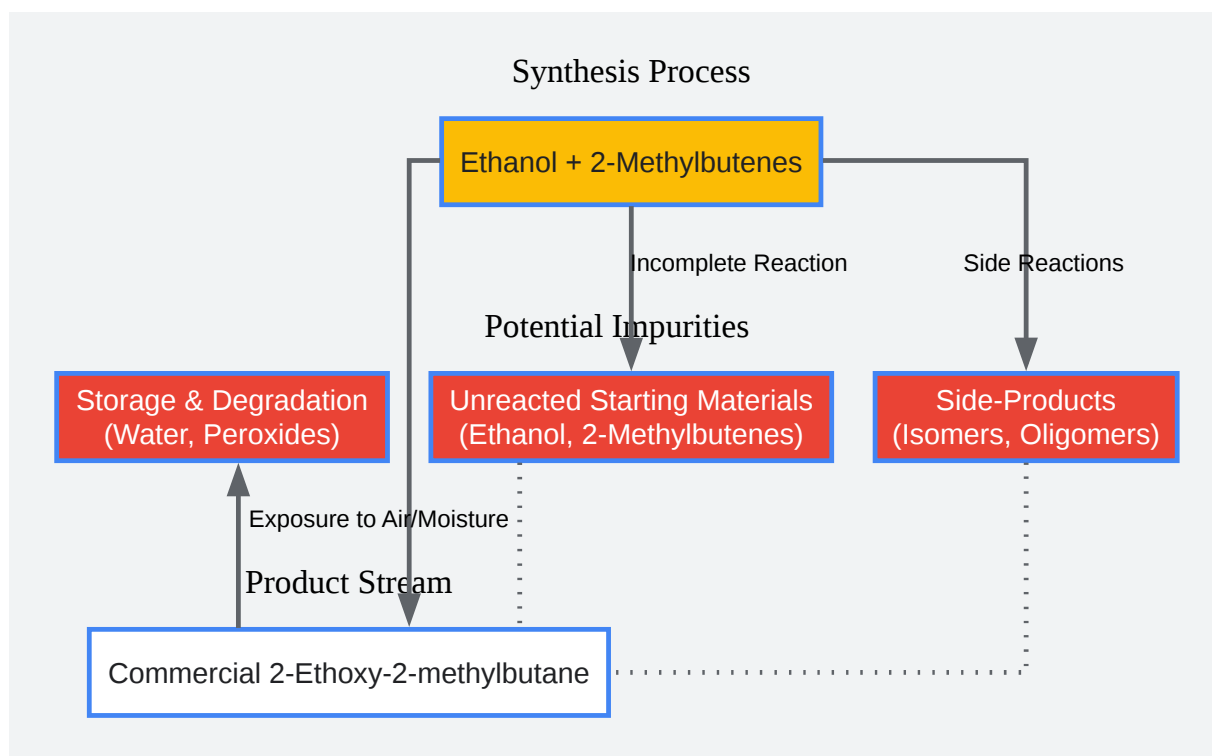 Synthesis Process
Ethanol + 2-Methylbutenes
Incomplete Reaction
Side Reactions
Potential Impurities
Storage & Degradation
(Water, Peroxides)
Unreacted Starting Materials
(Ethanol, 2-Methylbutenes)
Side-Products
(Isomers, Oligomers)
Exposure to Air/Moisture
Product Stream
Commercial 2-Ethoxy-2-methylbutane